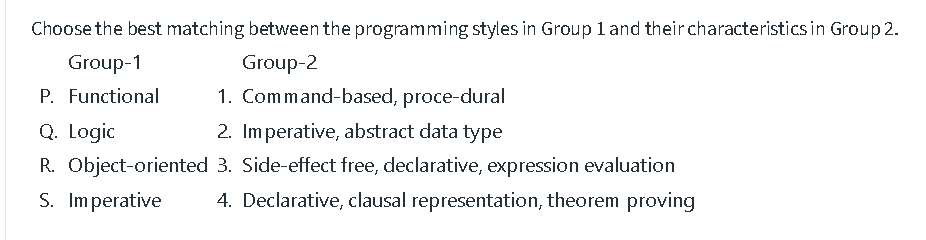 Choose the best matching between the programming styles in Group 1 and their characteristics in Group 2.
Group-1 Group-2
P. Functional 1. Command-based, proce-dural
Q. Logic 2. Imperative, abstract data type
R. Object-oriented 3. Side-effect free, declarative, expression evaluation
S. Imperative 4. Declarative, clausal representation, theorem proving